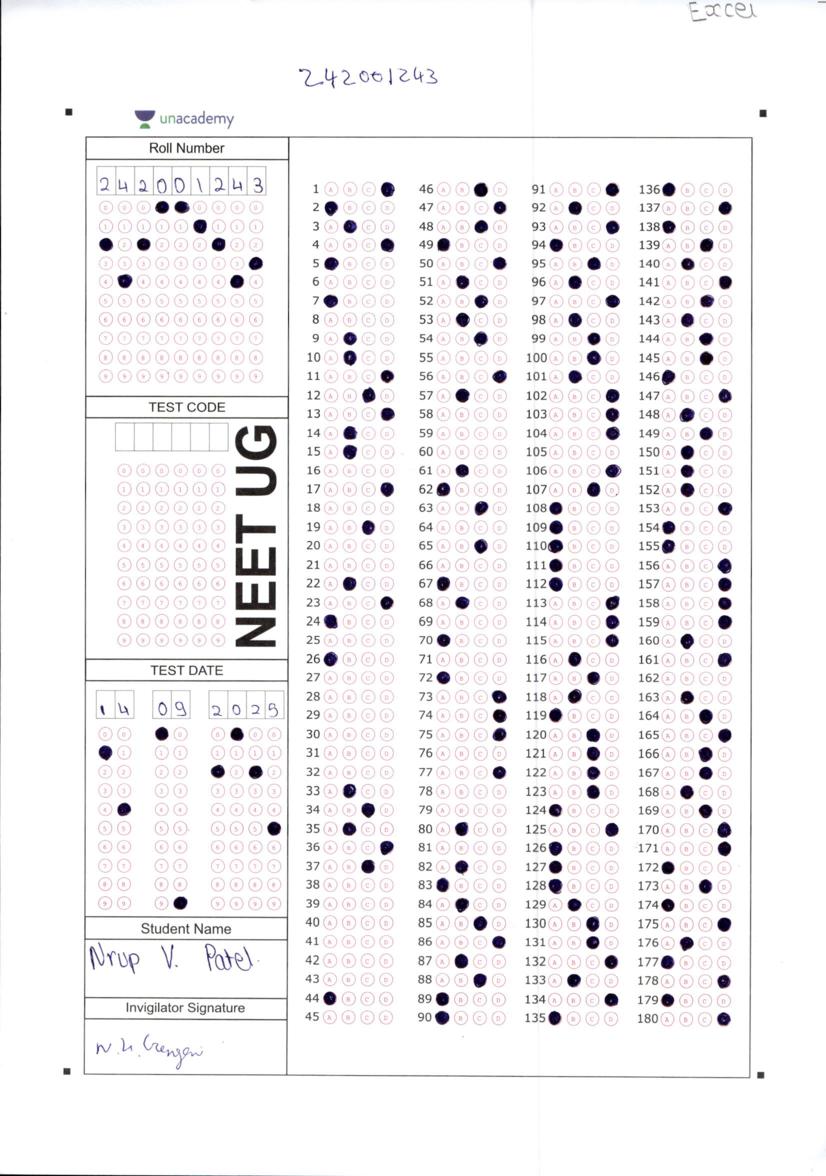 Excel
242001243
unacademy
Roll Number
2 4 2 0 0 1 2 4 3
TEST CODE
NEET UG
TEST DATE
1 4 0 9 2 0 2 5
Student Name
Nrup V. Patel
Invigilator Signature
1 A B C 46 A B D 91 A B C 136 B C D
2 B C D 47 A B C 92 A C D 137 A B C
3 A C D 48 A B D 93 A B C 138 B C D
4 A B C 49 B C D 94 B C D 139 A B D
5 B C D 50 A B C 95 A B D 140 A C D
6 A B C D 51 A C D 96 A C D 141 A B C
7 B C D 52 A B D 97 A B C 142 A B D
8 A B C D 53 A C D 98 A C D 143 A C D
9 A C D 54 A B D 99 A B D 144 A B D
10 A C D 55 A B C D 100 A B D 145 A B D
11 A B C 56 A B C 101 A C D 146 B C D
12 A B D 57 A C D 102 A B C 147 A B C
13 A B C 58 A B C D 103 A B C 148 A C D
14 A C D 59 A B C D 104 A B C 149 A B D
15 A C D 60 A B C D 105 A B C D 150 A C D
16 A B C D 61 A C D 106 A B C 151 A C D
17 A B C 62 B C D 107 A B D 152 A C D
18 A B C D 63 A B D 108 B C D 153 A B C
19 A B D 64 A B C D 109 B C D 154 B C D
20 A B C D 65 A B D 110 B C D 155 B C D
21 A B C D 66 A B C D 111 B C D 156 A B C
22 A C D 67 B C D 112 B C D 157 A B C
23 A B C 68 A C D 113 A B C 158 A B C
24 B C D 69 A B C D 114 A B C 159 A B C
25 A B C D 70 B C D 115 A B C 160 A C D
26 B C D 71 A B C D 116 A C D 161 A B C
27 A B C D 72 B C D 117 A B D 162 A B C D
28 A B C D 73 A B C 118 A C D 163 A C D
29 A B C D 74 A B C 119 B C D 164 A B D
30 A B C D 75 A B C 120 A B D 165 A B C
31 A B C D 76 A B C D 121 A B D 166 A B D
32 A B C D 77 A B C 122 A B D 167 A B D
33 A C D 78 A B C D 123 A B D 168 A C D
34 A B D 79 A B C D 124 B C D 169 A B D
35 A C D 80 A C D 125 A B C 170 A B C
36 A B C 81 A B C D 126 B C D 171 A B C
37 A B D 82 A C D 127 B C D 172 B C D
38 A B C D 83 B C D 128 B C D 173 A B D
39 A B C D 84 A C D 129 A C D 174 B C D
40 A B C D 85 A B D 130 A B D 175 A B C
41 A B C D 86 A B C 131 A B D 176 A C D
42 A B C D 87 A C D 132 A B C 177 B C D
43 A B C D 88 A B D 133 A C D 178 A B C
44 B C D 89 B C D 134 A B C 179 B C D
45 A B C D 90 B C D 135 B C D 180 A B C